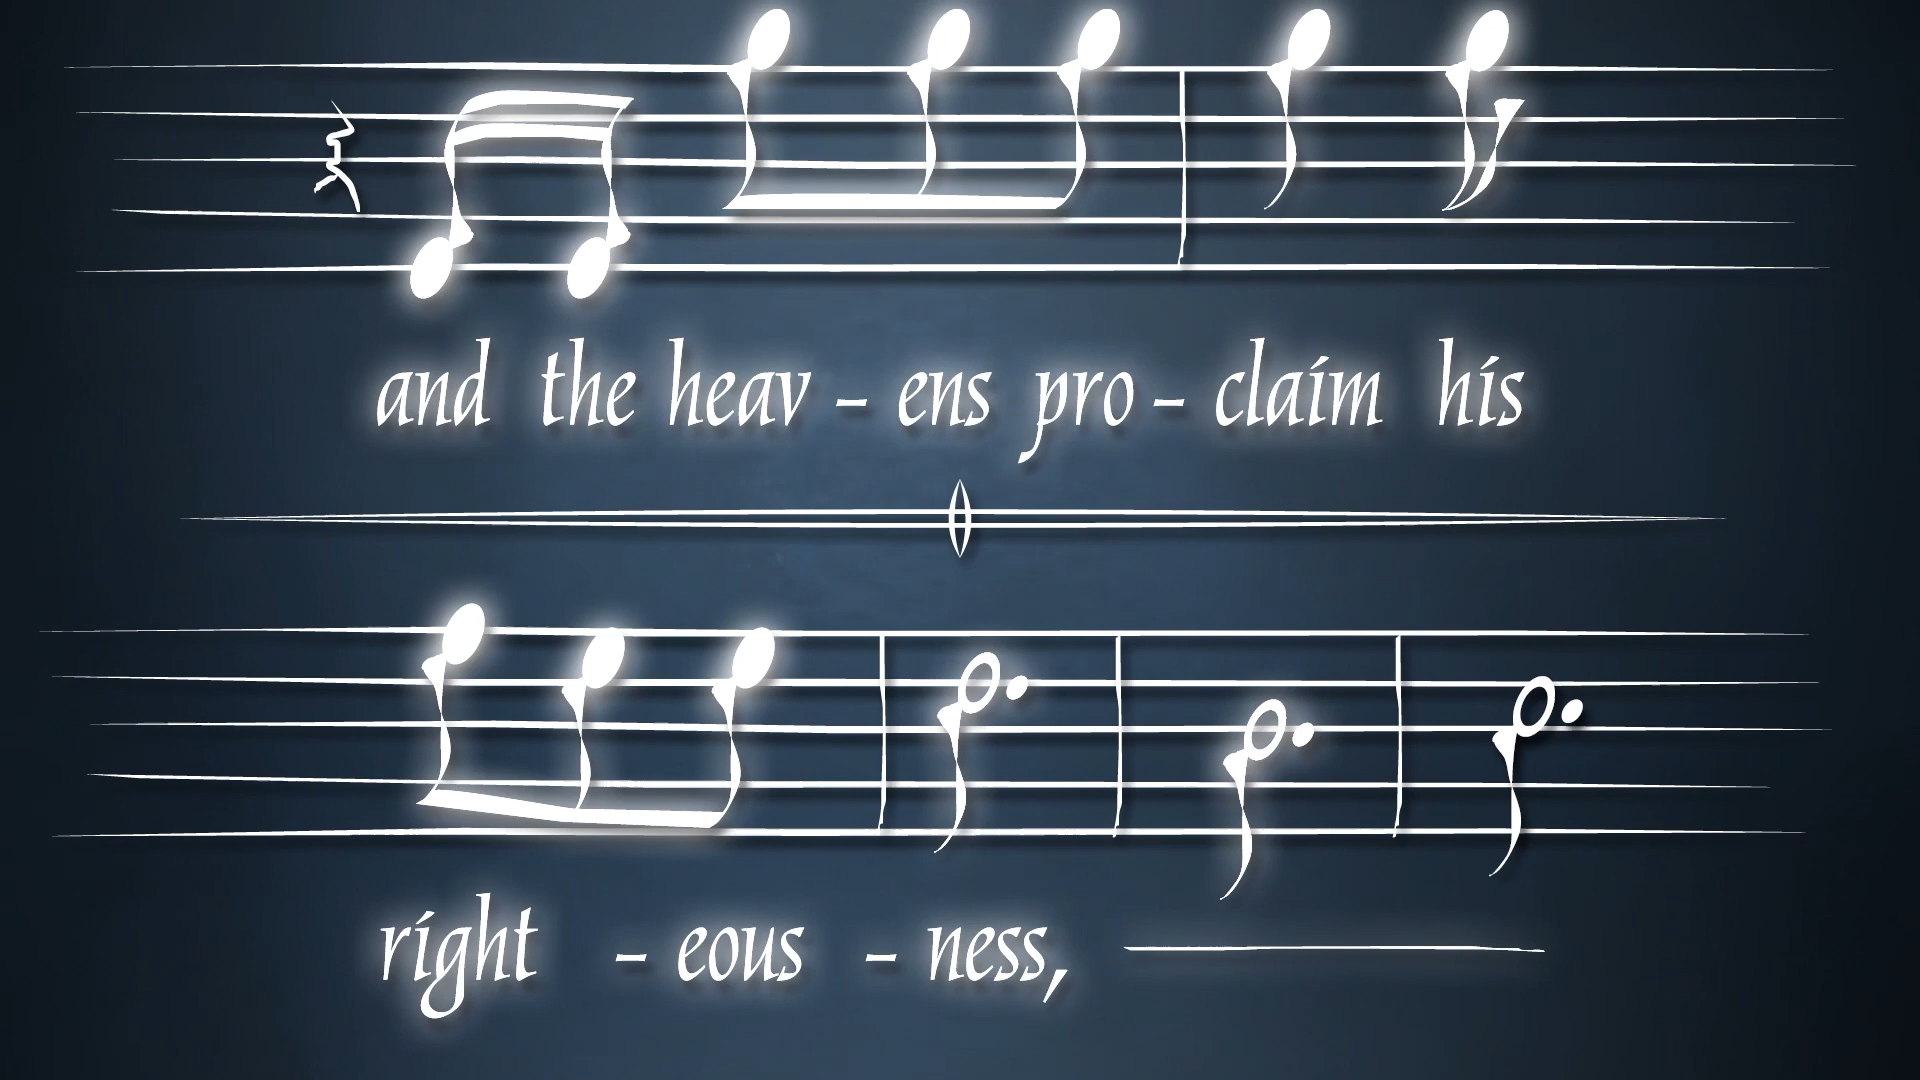 and the heav – ens pro – claim his
right – eous – ness,